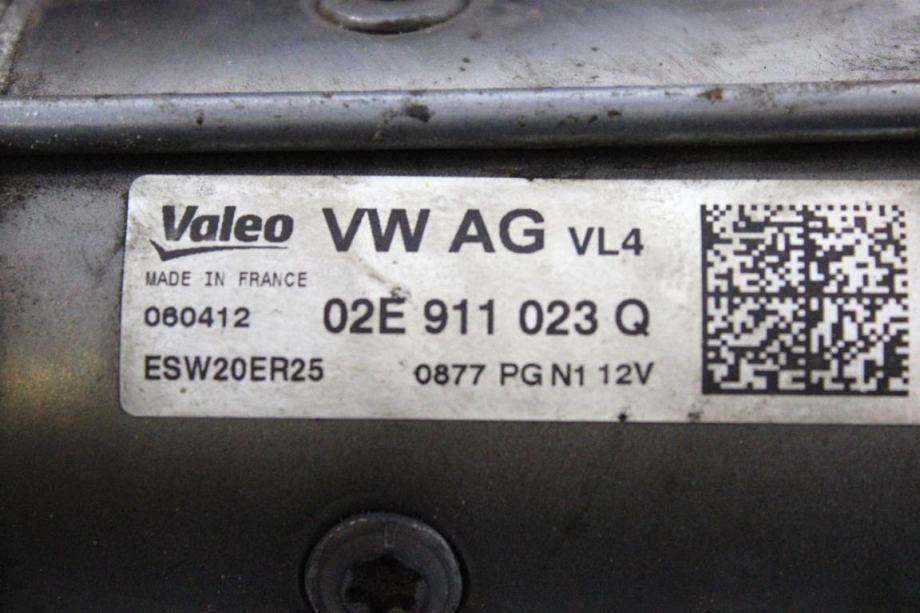 Valeo VW AG VL4
MADE IN FRANCE
060412 02E 911 023 Q
ESW20ER25 0877 PG N1 12V